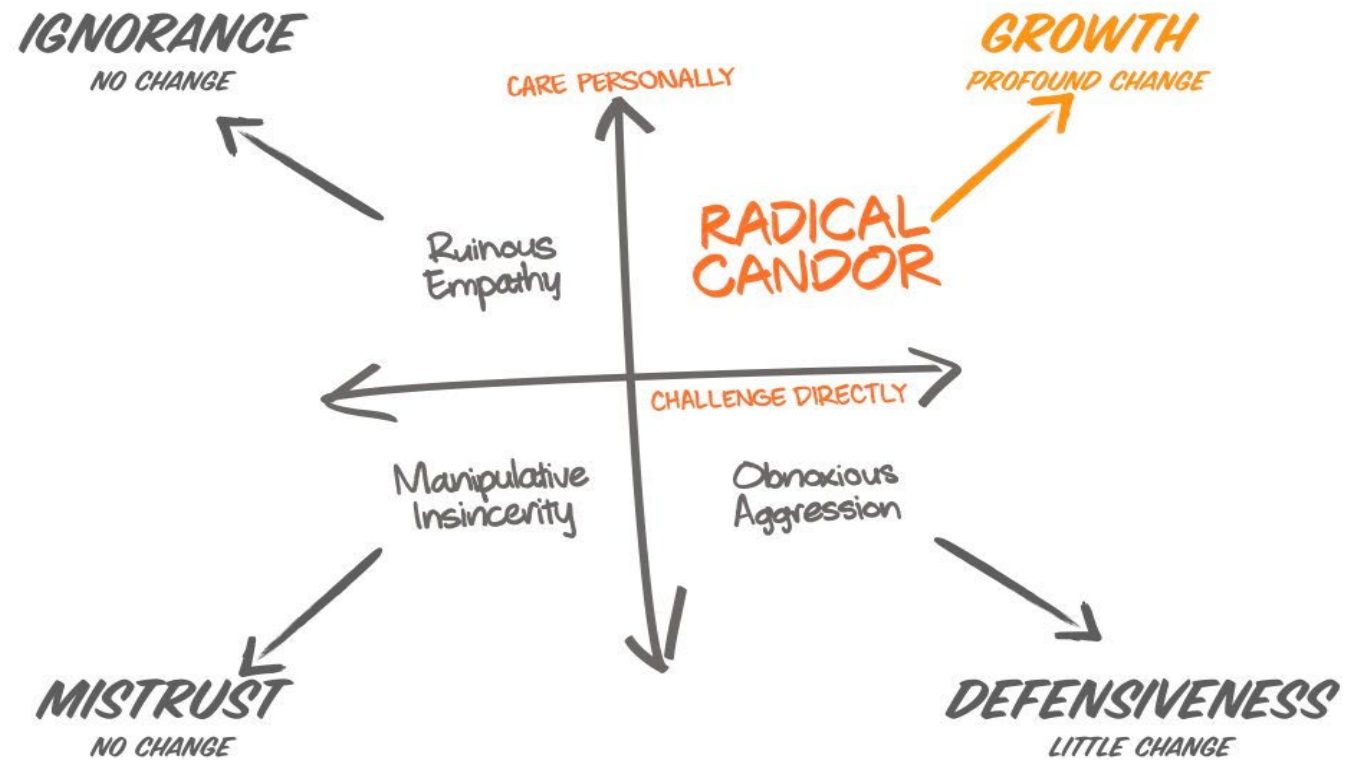 IGNORANCE
NO CHANGE
GROWTH
PROFOUND CHANGE
CARE PERSONALLY
RADICAL
CANDOR
Ruinous
Empathy
CHALLENGE DIRECTLY
Manipulative
Insincerity
Obnoxious
Aggression
MISTRUST
NO CHANGE
DEFENSIVENESS
LITTLE CHANGE